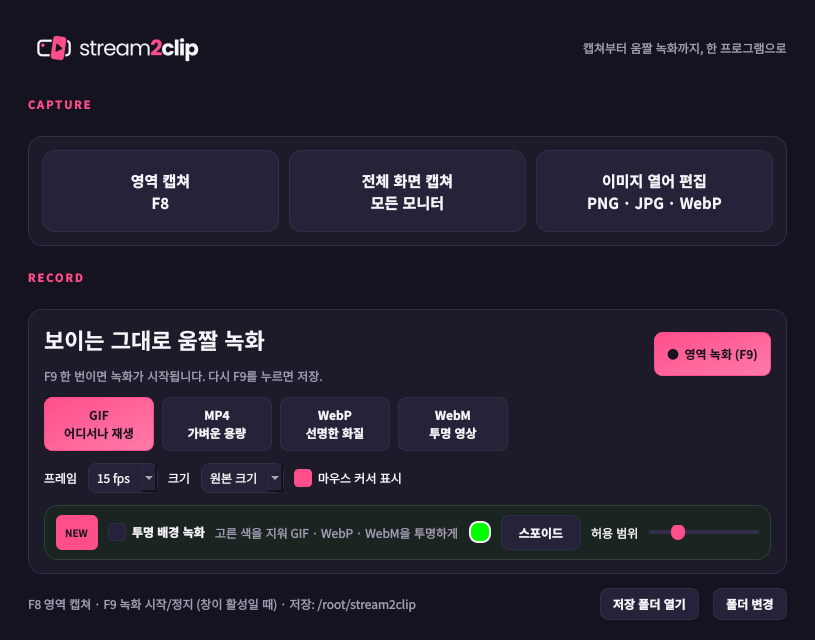 stream2clip
캡쳐부터 움짤 녹화까지, 한 프로그램으로
CAPTURE
영역 캡쳐
F8
전체 화면 캡쳐
모든 모니터
이미지 열어 편집
PNG · JPG · WebP
RECORD
보이는 그대로 움짤 녹화
● 영역 녹화 (F9)
F9 한 번이면 녹화가 시작됩니다. 다시 F9를 누르면 저장.
GIF
어디서나 재생
MP4
가벼운 용량
WebP
선명한 화질
WebM
투명 영상
프레임 15 fps 크기 원본 크기 마우스 커서 표시
NEW 투명 배경 녹화 고른 색을 지워 GIF · WebP · WebM을 투명하게 스포이드 허용 범위
F8 영역 캡쳐 · F9 녹화 시작/정지 (창이 활성일 때) · 저장: /root/stream2clip
저장 폴더 열기
폴더 변경